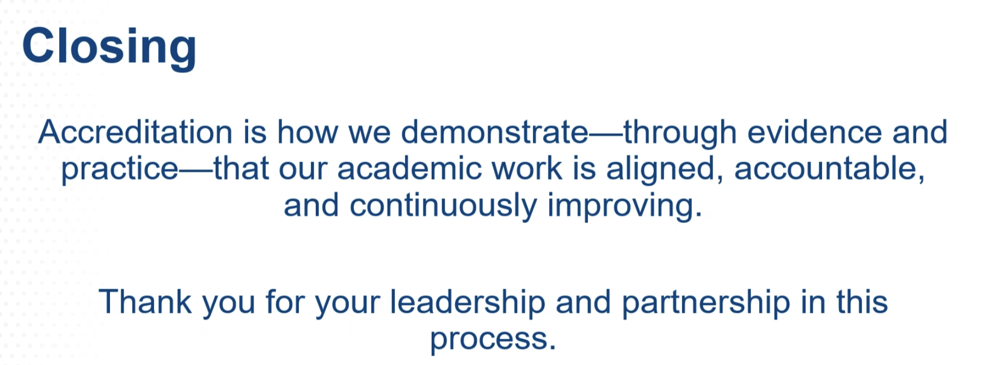 Closing
Accreditation is how we demonstrate—through evidence and
practice—that our academic work is aligned, accountable,
and continuously improving.
Thank you for your leadership and partnership in this
process.